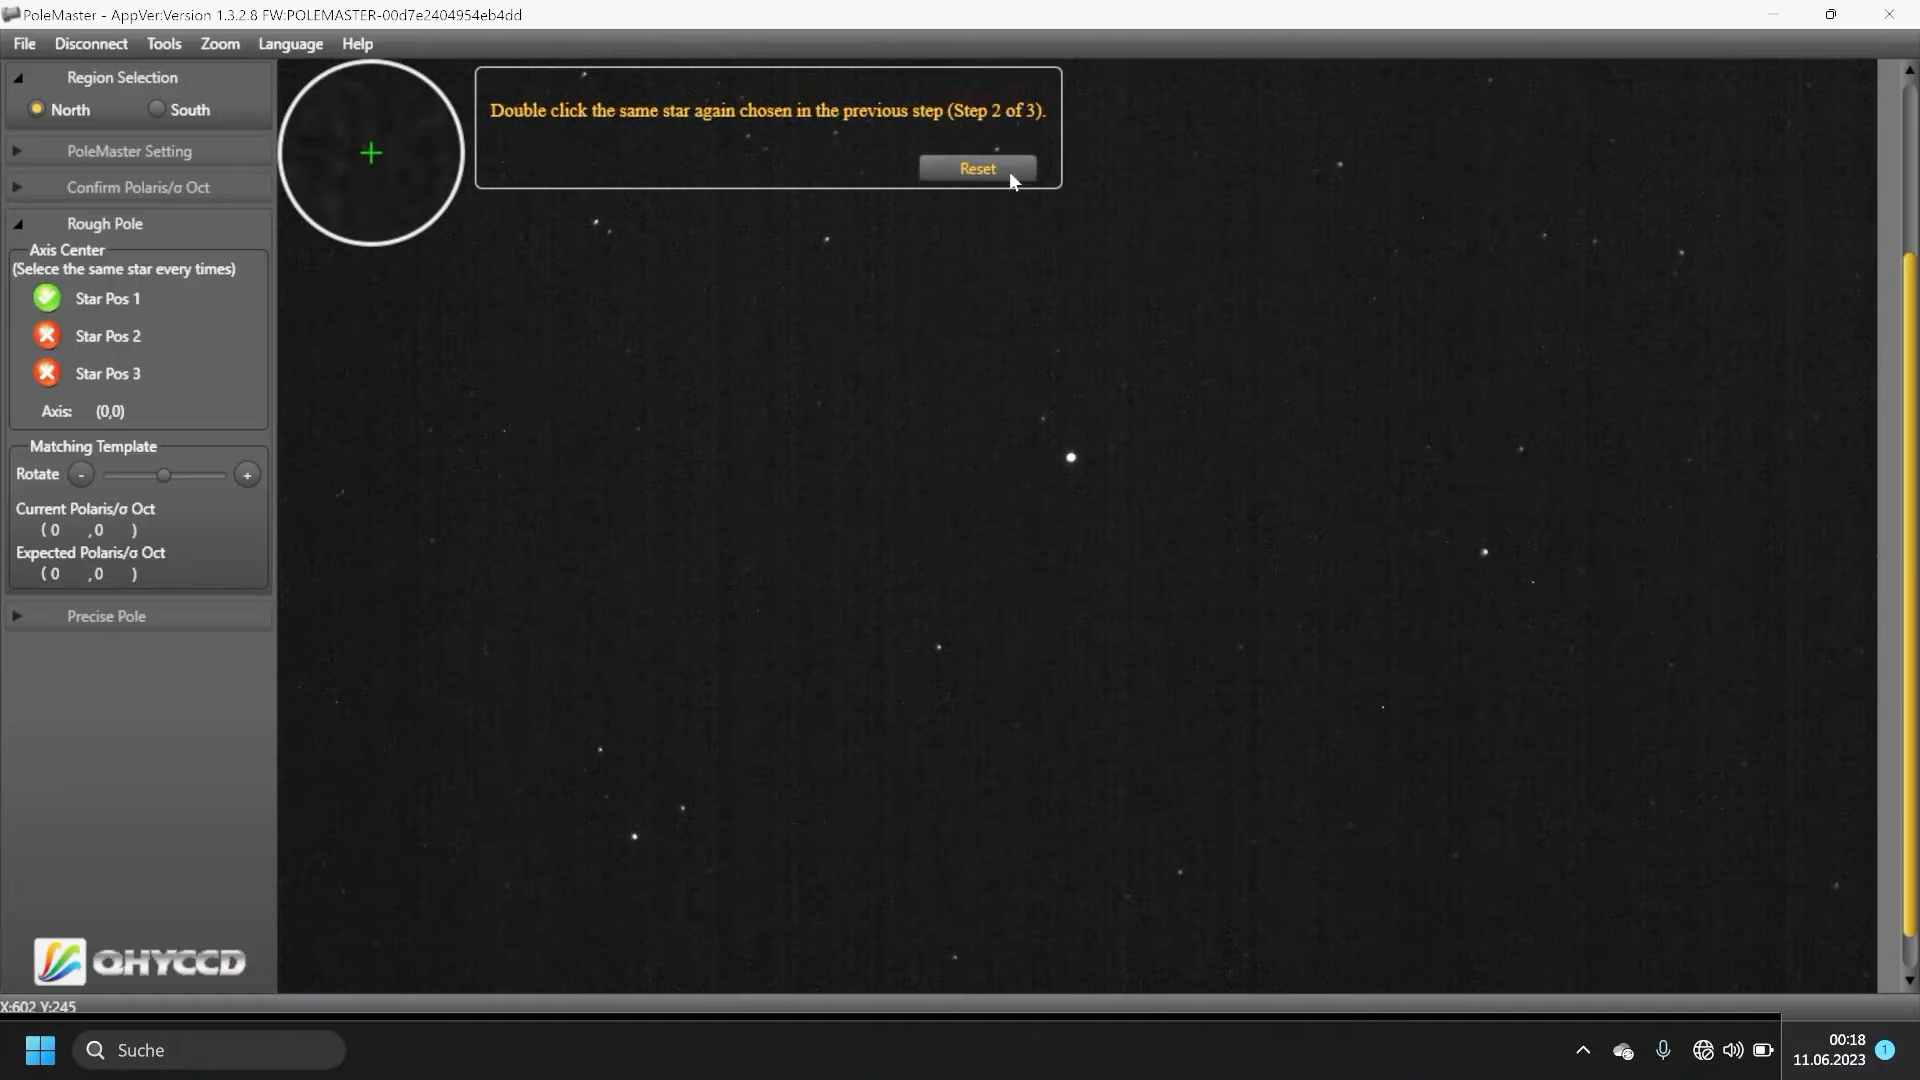 PoleMaster - AppVer:Version 1.3.2.8 FW:POLEMASTER-00d7e2404954eb4dd
File Disconnect Tools Zoom Language Help
Region Selection
North South
PoleMaster Setting
Confirm Polaris/σ Oct
Rough Pole
Axis Center
(Selece the same star every times)
Star Pos 1
Star Pos 2
Star Pos 3
Axis: (0,0)
Matching Template
Rotate - +
Current Polaris/σ Oct
(0 ,0 )
Expected Polaris/σ Oct
(0 ,0 )
Precise Pole
QHYCCD
X:602 Y:245
Double click the same star again chosen in the previous step (Step 2 of 3).
Reset
Suche
00:18
11.06.2023
1